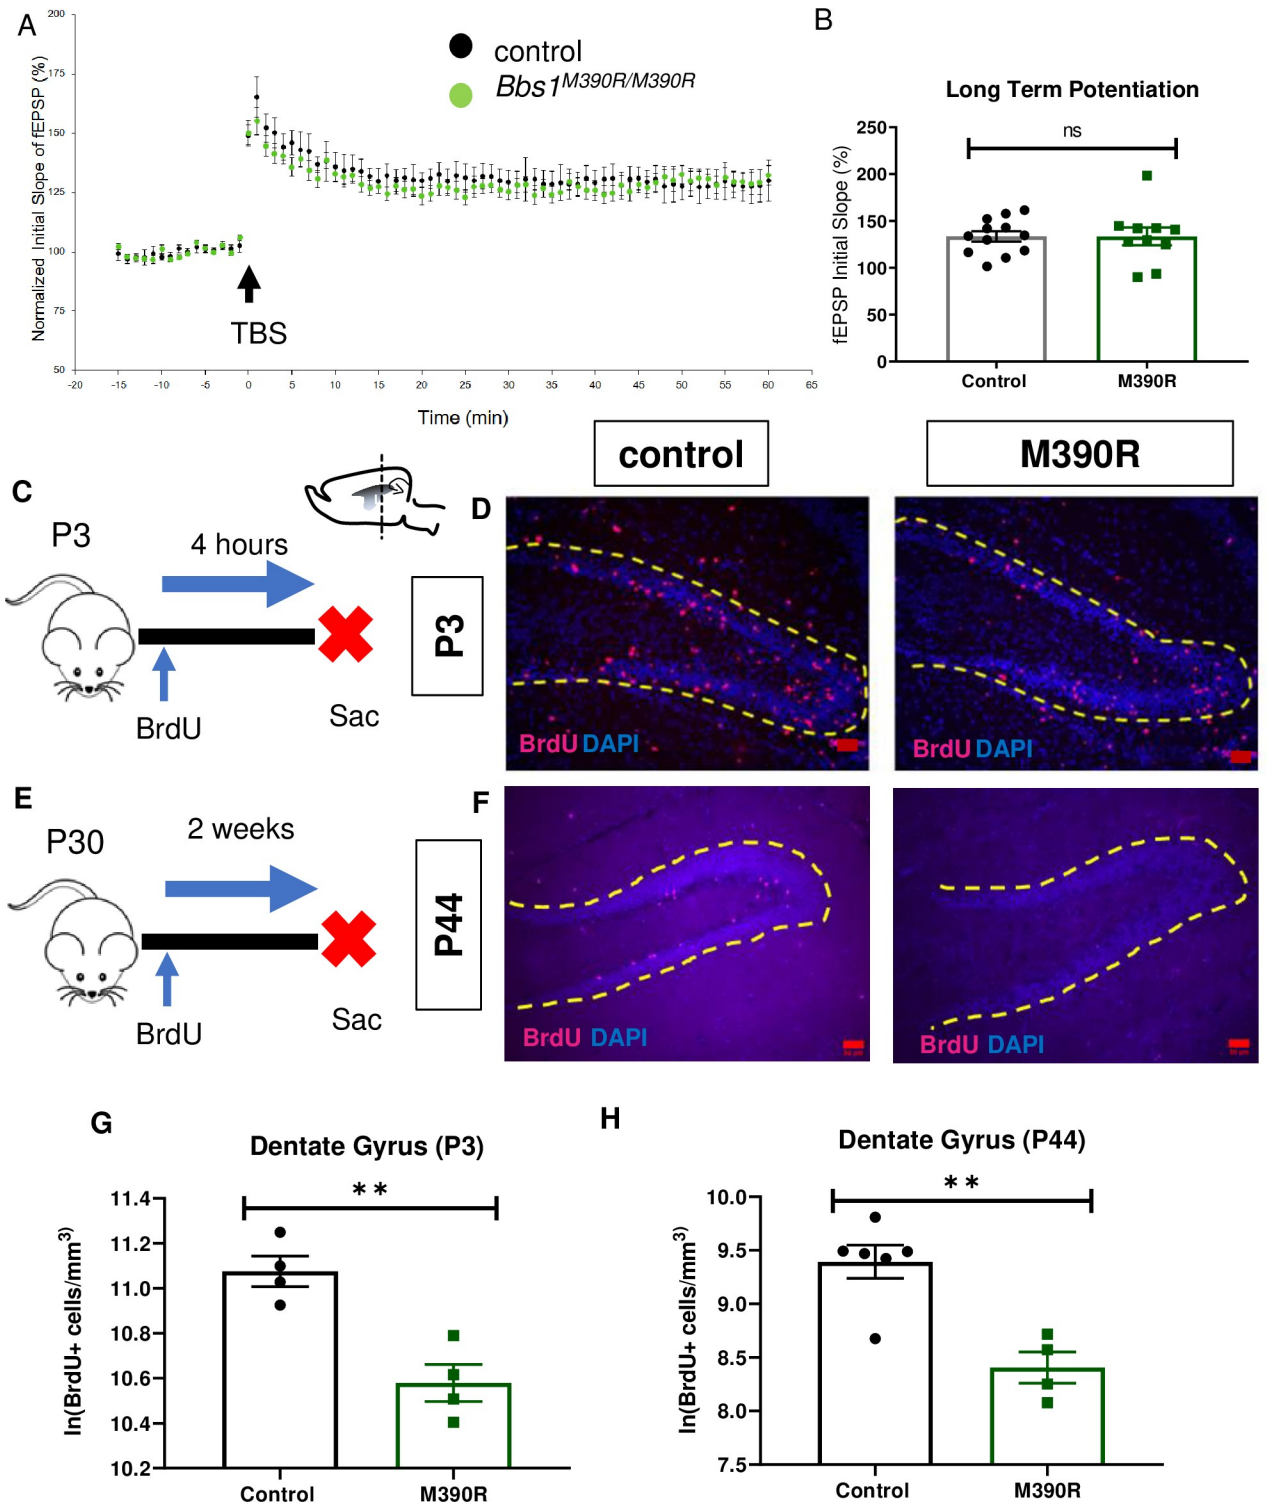 A
Normalized Initial Slope of fEPSP (%)
200
175
150
125
100
75
50
-20 -15 -10 -5 0 5 10 15 20 25 30 35 40 45 50 55 60 65
Time (min)
control
Bbs1M390R/M390R
TBS
B
Long Term Potentiation
ns
fEPSP Initial Slope (%)
250
200
150
100
50
0
Control M390R
control
M390R
C
P3
4 hours
BrdU
Sac
D
P3
BrdU DAPI
BrdU DAPI
E
P30
2 weeks
BrdU
Sac
F
P44
BrdU DAPI
BrdU DAPI
G
Dentate Gyrus (P3)
**
ln(BrdU+ cells/mm3)
11.4
11.2
11.0
10.8
10.6
10.4
10.2
Control M390R
H
Dentate Gyrus (P44)
**
ln(BrdU+ cells/mm3)
10.0
9.5
9.0
8.5
8.0
7.5
Control M390R